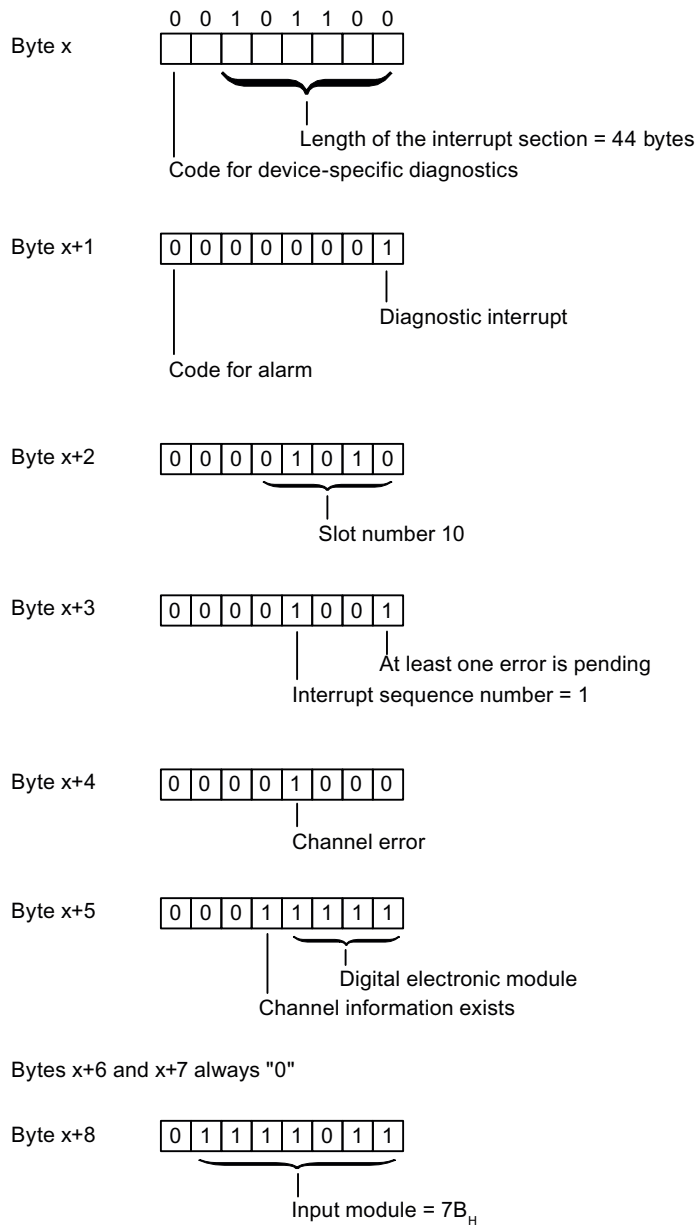 0 0 1 0 1 1 0 0
Byte x
Length of the interrupt section = 44 bytes
Code for device-specific diagnostics
Byte x+1 0 0 0 0 0 0 0 1
Diagnostic interrupt
Code for alarm
Byte x+2 0 0 0 0 1 0 1 0
Slot number 10
Byte x+3 0 0 0 0 1 0 0 1
At least one error is pending
Interrupt sequence number = 1
Byte x+4 0 0 0 0 1 0 0 0
Channel error
Byte x+5 0 0 0 1 1 1 1 1
Digital electronic module
Channel information exists
Bytes x+6 and x+7 always "0"
Byte x+8 0 1 1 1 1 0 1 1
Input module = 7BH